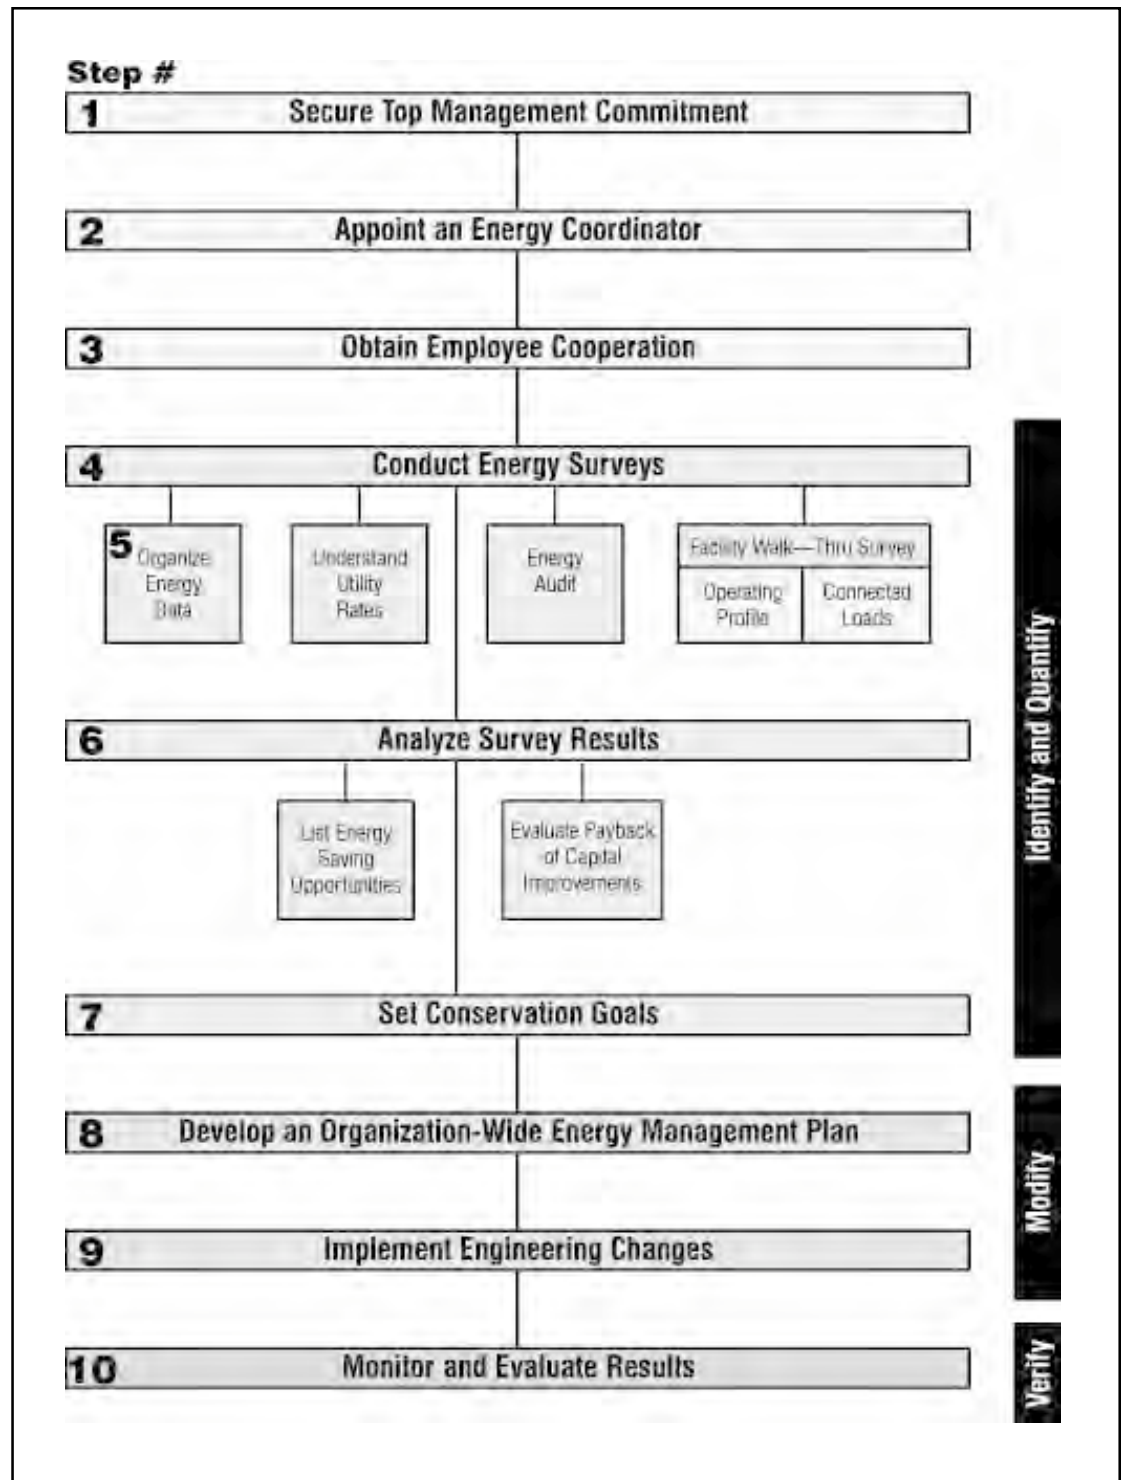 Step #
1 Secure Top Management Commitment
2 Appoint an Energy Coordinator
3 Obtain Employee Cooperation
4 Conduct Energy Surveys
5 Organize
Energy
Data
Understand
Utility
Rates
Energy
Audit
Facility Walk—Thru Survey
Operating
Profile
Connected
Loads
6 Analyze Survey Results
List Energy
Saving
Opportunities
Evaluate Payback
of Capital
Improvements
7 Set Conservation Goals
8 Develop an Organization-Wide Energy Management Plan
9 Implement Engineering Changes
10 Monitor and Evaluate Results
Identify and Quantify
Modify
Verify